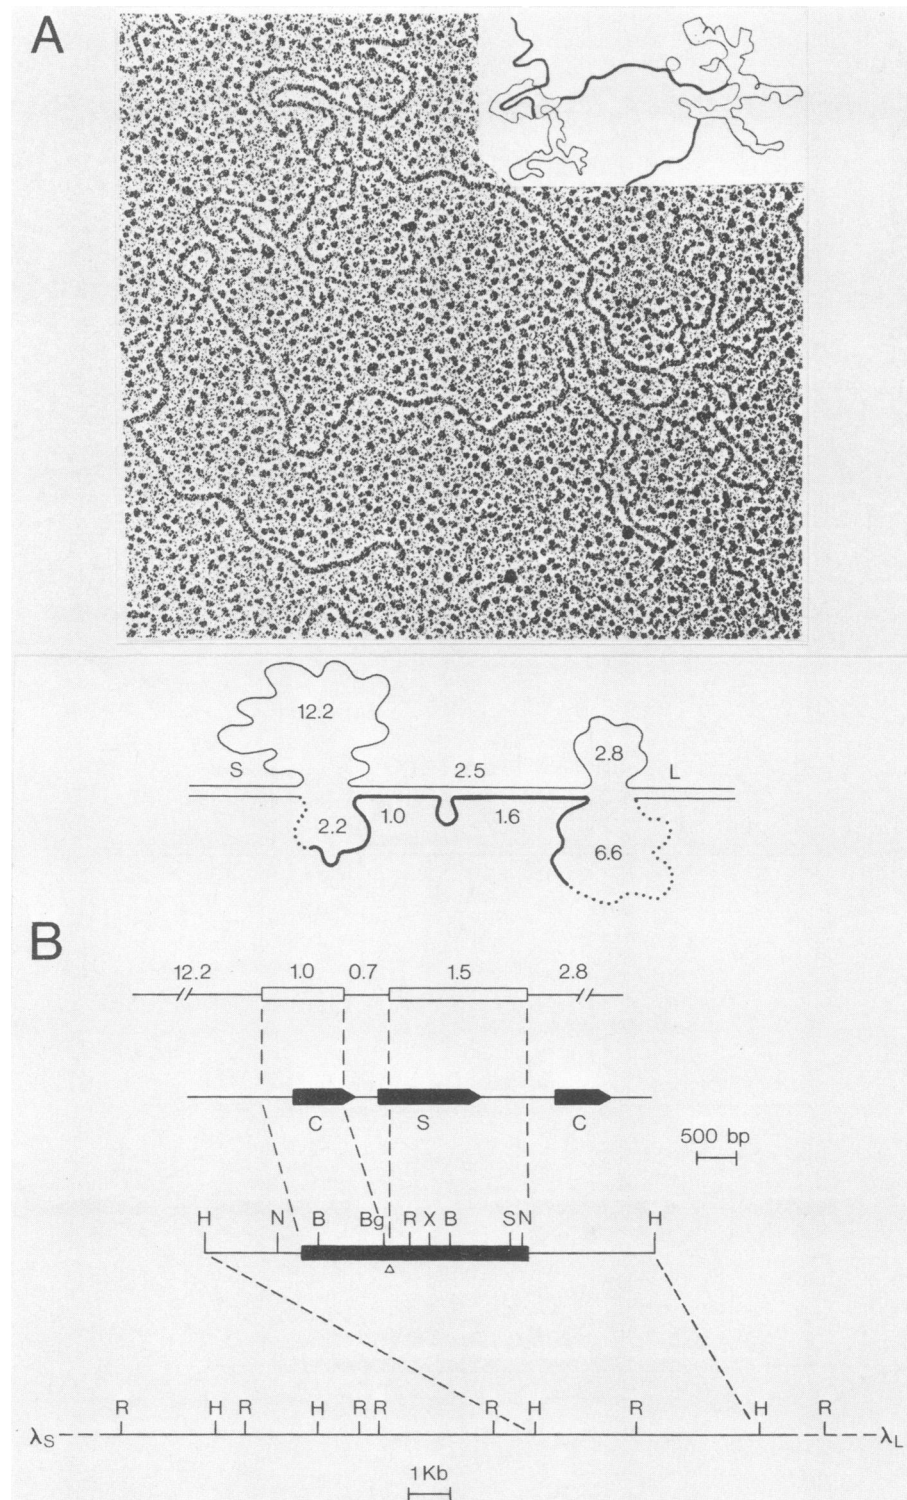 A
12.2
2.8
S 2.5 L
2.2 1.0 1.6
6.6
B
12.2 1.0 0.7 1.5 2.8
C S C
500 bp
H N B Bg R X B S N H
R H R H R R R H R H R
λS λL
1Kb